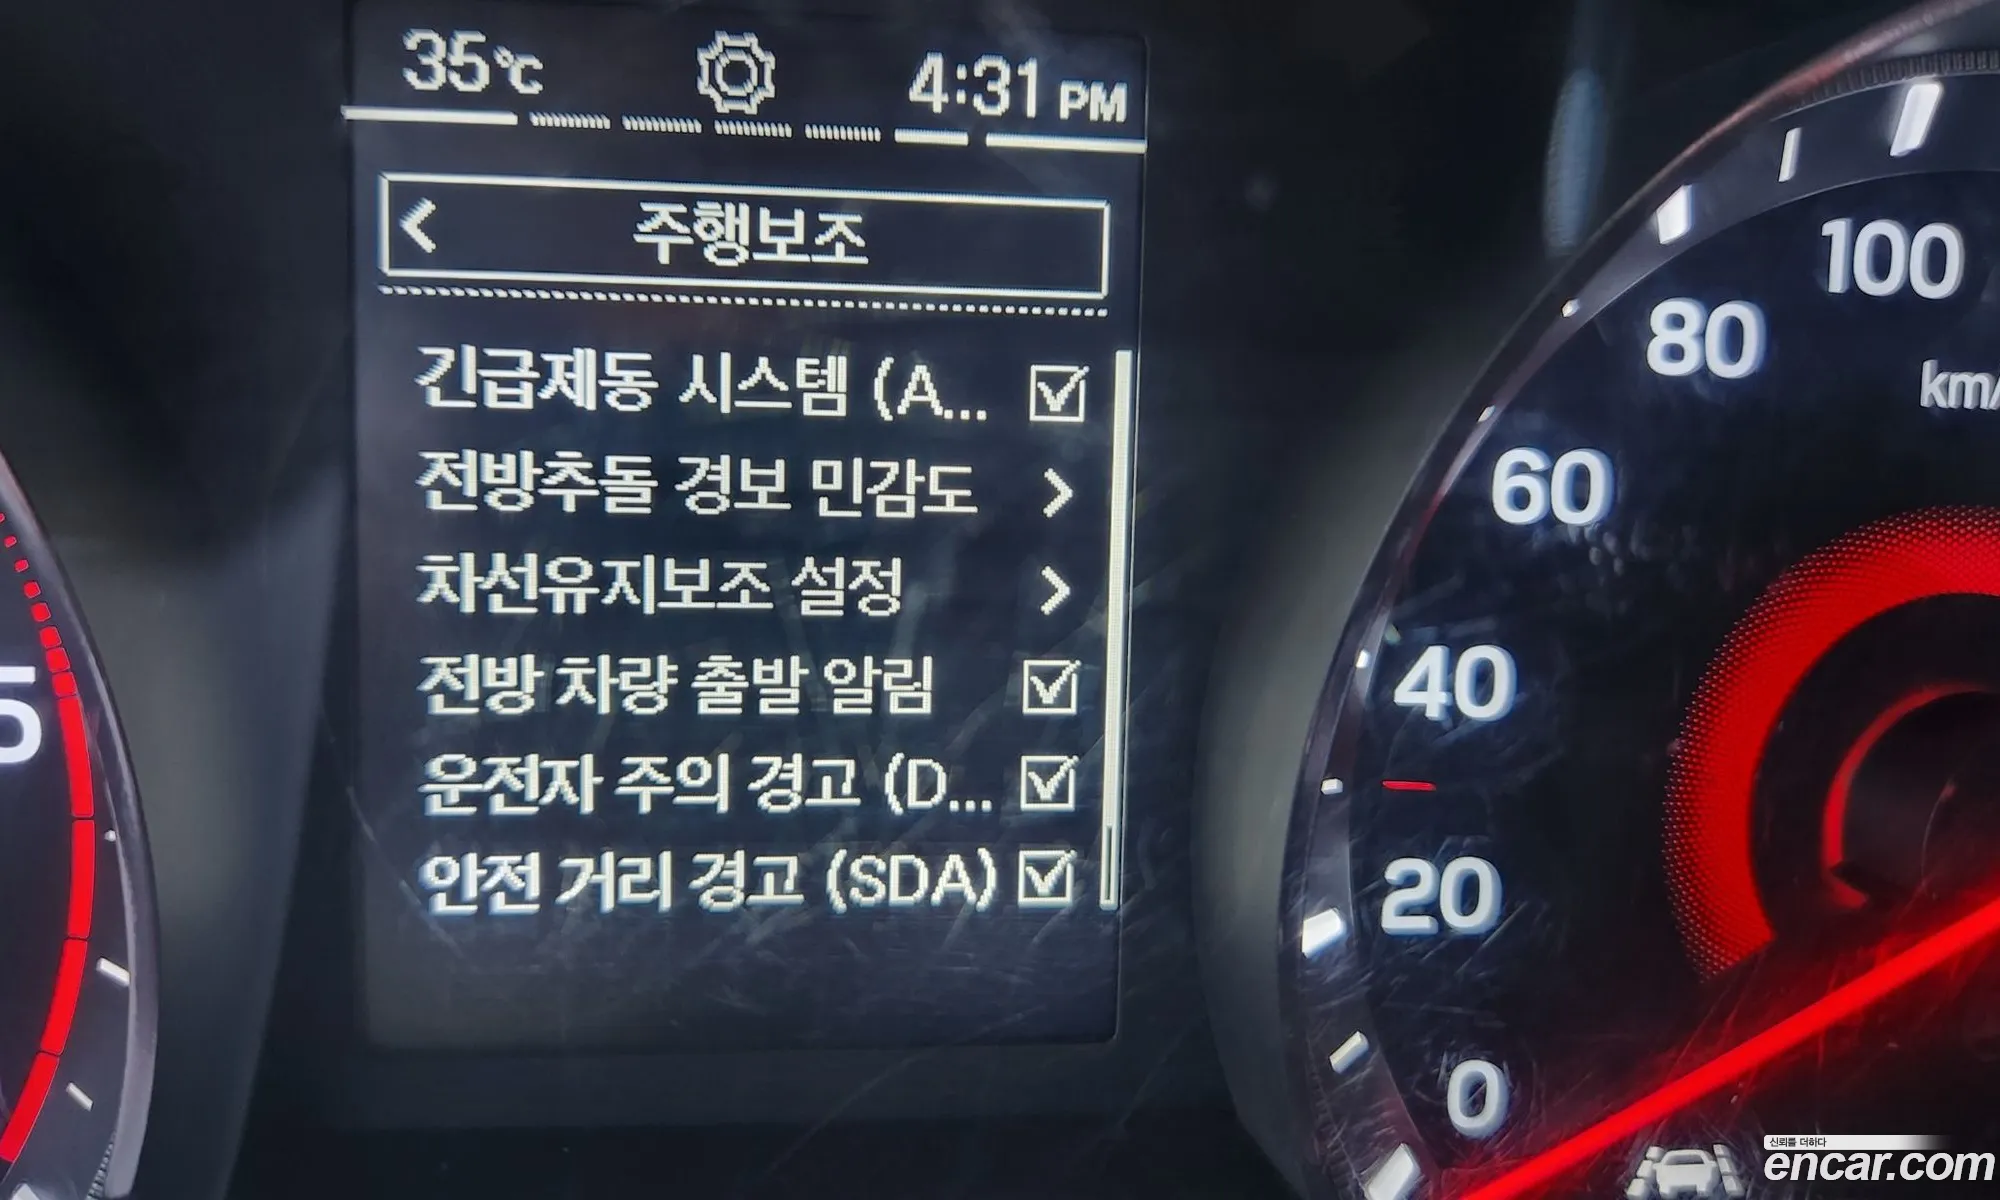 35℃ 4:31 PM
주행보조
긴급제동 시스템 (A...
전방추돌 경보 민감도
차선유지보조 설정
전방 차량 출발 알림
운전자 주의 경고 (D...
안전 거리 경고 (SDA)
5
100
80
km/
60
40
20
0
신뢰를 더하다
encar.com